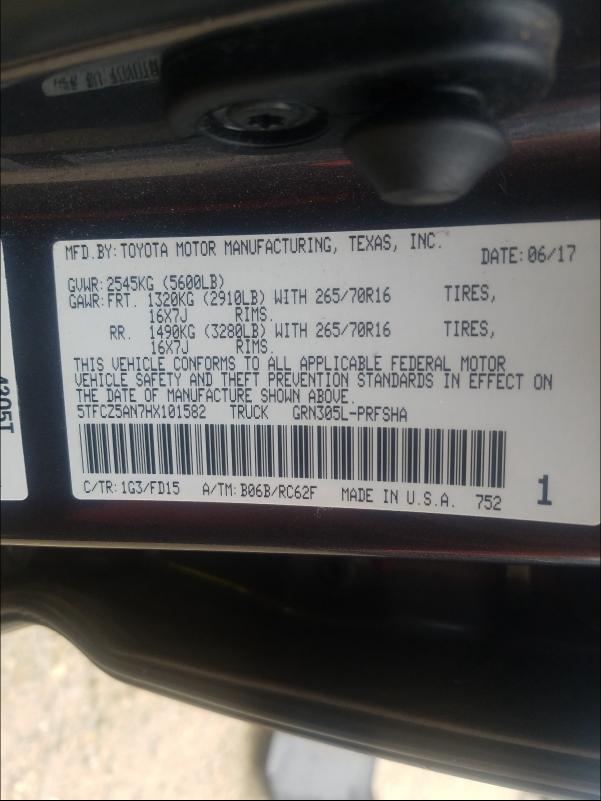 MFD.BY: TOYOTA MOTOR MANUFACTURING, TEXAS, INC. DATE: 06/17
GVWR: 2545KG (5600LB)
GAWR: FRT. 1320KG (2910LB) WITH 265/70R16 TIRES,
16X7J RIMS.
RR. 1490KG (3280LB) WITH 265/70R16 TIRES,
16X7J RIMS.
THIS VEHICLE CONFORMS TO ALL APPLICABLE FEDERAL MOTOR
VEHICLE SAFETY AND THEFT PREVENTION STANDARDS IN EFFECT ON
THE DATE OF MANUFACTURE SHOWN ABOVE.
5TFCZ5AN7HX101582 TRUCK GRN305L-PRFSHA
C/TR: 1G3/FD15 A/TM: B06B/RC62F MADE IN U.S.A. 752 1
4205T